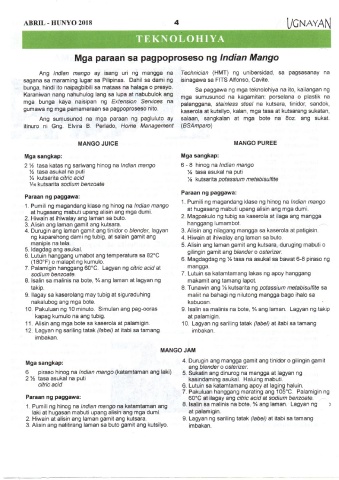 ABRIL - HUNYO 2018
4
UGNAYAN
TEKNOLOHIYA
Mga paraan sa pagpoproseso ng Indian Mango
Ang Indian mango ay isang uri ng mangga na
sagana sa maraming lugar sa Pilipinas. Dahil sa dami ng
bunga, hindi ito napagbibili sa mataas na halaga o presyo.
Karaniwan nang nahuhulog lang sa lupa at nabubulok ang
mga bunga kaya naisipan ng Extension Services na
gumawa ng mga pamamaraan sa pagpoproseso nito.
Ang sumusunod na mga paraan ng pagluluto ay
itinuro ni Gng. Elvira B. Pariado, Home Management
Technician (HMT) ng unibersidad, sa pagsasanay na
isinagawa sa FITS Alfonso, Cavite.
Sa paggawa ng mga teknolohiya na ito, kailangan ng
mga sumusunod na kagamitan: porselana o plastik na
palanggana, stainless steel na kutsara, tinidor, sandok,
kaserola at kutsilyo, kalan, mga tasa at kutsarang sukatan,
salaan, sangkalan at mga bote na 8oz. ang sukat.
(BSAmparo)
MANGO JUICE
Mga sangkap:
2 ½ tasa katas ng sariwang hinog na Indian mango
½ tasa asukal na puti
¼ kutsarita citric acid
¼ kutsarita sodium benzoate
Paraan ng paggawa:
1. Pumili ng magandang klase ng hinog na Indian mango
at hugasang mabuti upang alisin ang mga dumi.
2. Hiwain at ihiwalay ang laman sa buto.
3. Alisin ang laman gamit ang kutsara.
4. Durugin ang laman gamit ang tinidor o blender, lagyan
ng kaparehong dami ng tubig, at salain gamit ang
manipis na tela.
5. Idagdag ang asukal.
6. Lutuin hanggang umabot ang temperatura sa 82°C
(180°F) o malapit ng kumulo.
7. Palamigin hanggang 60°C. Lagyan ng citric acid at
sodium benzoate.
8. Isalin sa malinis na bote, ¾ ang laman at lagyan ng
takip.
9. Ilagay sa kaserolang may tubig at siguraduhing
nakalubog ang mga bote.
10. Pakuluan ng 10 minuto. Simulan ang pag-ooras
kapag kumulo na ang tubig.
11. Alisin ang mga bote sa kaserola at palamigin.
12. Lagyan ng sariling tatak (label) at itabi sa tamang
imbakan.
MANGO PUREE
Mga sangkap:
6 - 8 hinog na Indian mango
½ tasa asukal na puti
kutsarita potassium metabisulfite
Paraan ng paggawa:
1. Pumili ng magandang klase ng hinog na Indian mango
at hugasang mabuti upang alisin ang mga dumi.
2. Magpakulo ng tubig sa kaserola at ilaga ang mangga
hanggang lumambot.
3. Alisin ang nilagang mangga sa kaserola at patigisin.
4. Hiwain at ihiwalay ang laman sa buto.
5. Alisin ang laman gamit ang kutsara, duruging mabuti o
gilingin gamit ang blender o osterizer.
6. Magdagdag ng ½ tasa na asukal sa bawat 6-8 piraso ng
mangga.
7. Lutuin sa katamtamang lakas ng apoy hanggang
makamit ang tamang lapot.
8. Tunawin ang kutsarita ng potassium metabisulfite sa
maliit na bahagi ng nilutong mangga bago ihalo sa
kabuoan.
9. Isalin sa malinis na bote, ¾ ang laman. Lagyan ng takip
at palamigin.
10. Lagyan ng sariling tatak (label) at itabi sa tamang
imbakan.
MANGO JAM
Mga sangkap:
6 piraso hinog na Indian mango (katamtaman ang laki)
2 ½ tasa asukal na puti
citric acid
Paraan ng paggawa:
1. Pumili ng hinog na Indian mango na katamtaman ang
laki at hugasan mabuti upang alisin ang mga dumi
2. Hiwain at alisin ang laman gamit ang kutsara.
3. Alisin ang natitirang laman sa buto gamit ang kutsilyo.
4. Durugin ang mangga gamit ang tinidor o gilingin gamit
ang blender o osterizer.
5. Sukatin ang dinurog na mangga at lagyan ng
kasindaming asukal. Haluing mabuti.
6. Lutuin sa katamtamang apoy at laging haluin.
7. Pakuluan hanggang marating ang 105°C. Palamigin ng
60°C at ilagay ang citric acid at sodium benzoate.
8. Isalin sa malinis na bote, ¾ ang laman. Lagyan ng
at palamigin.
9. Lagyan ng sariling tatak (label) at itabi sa tamang
imbakan.